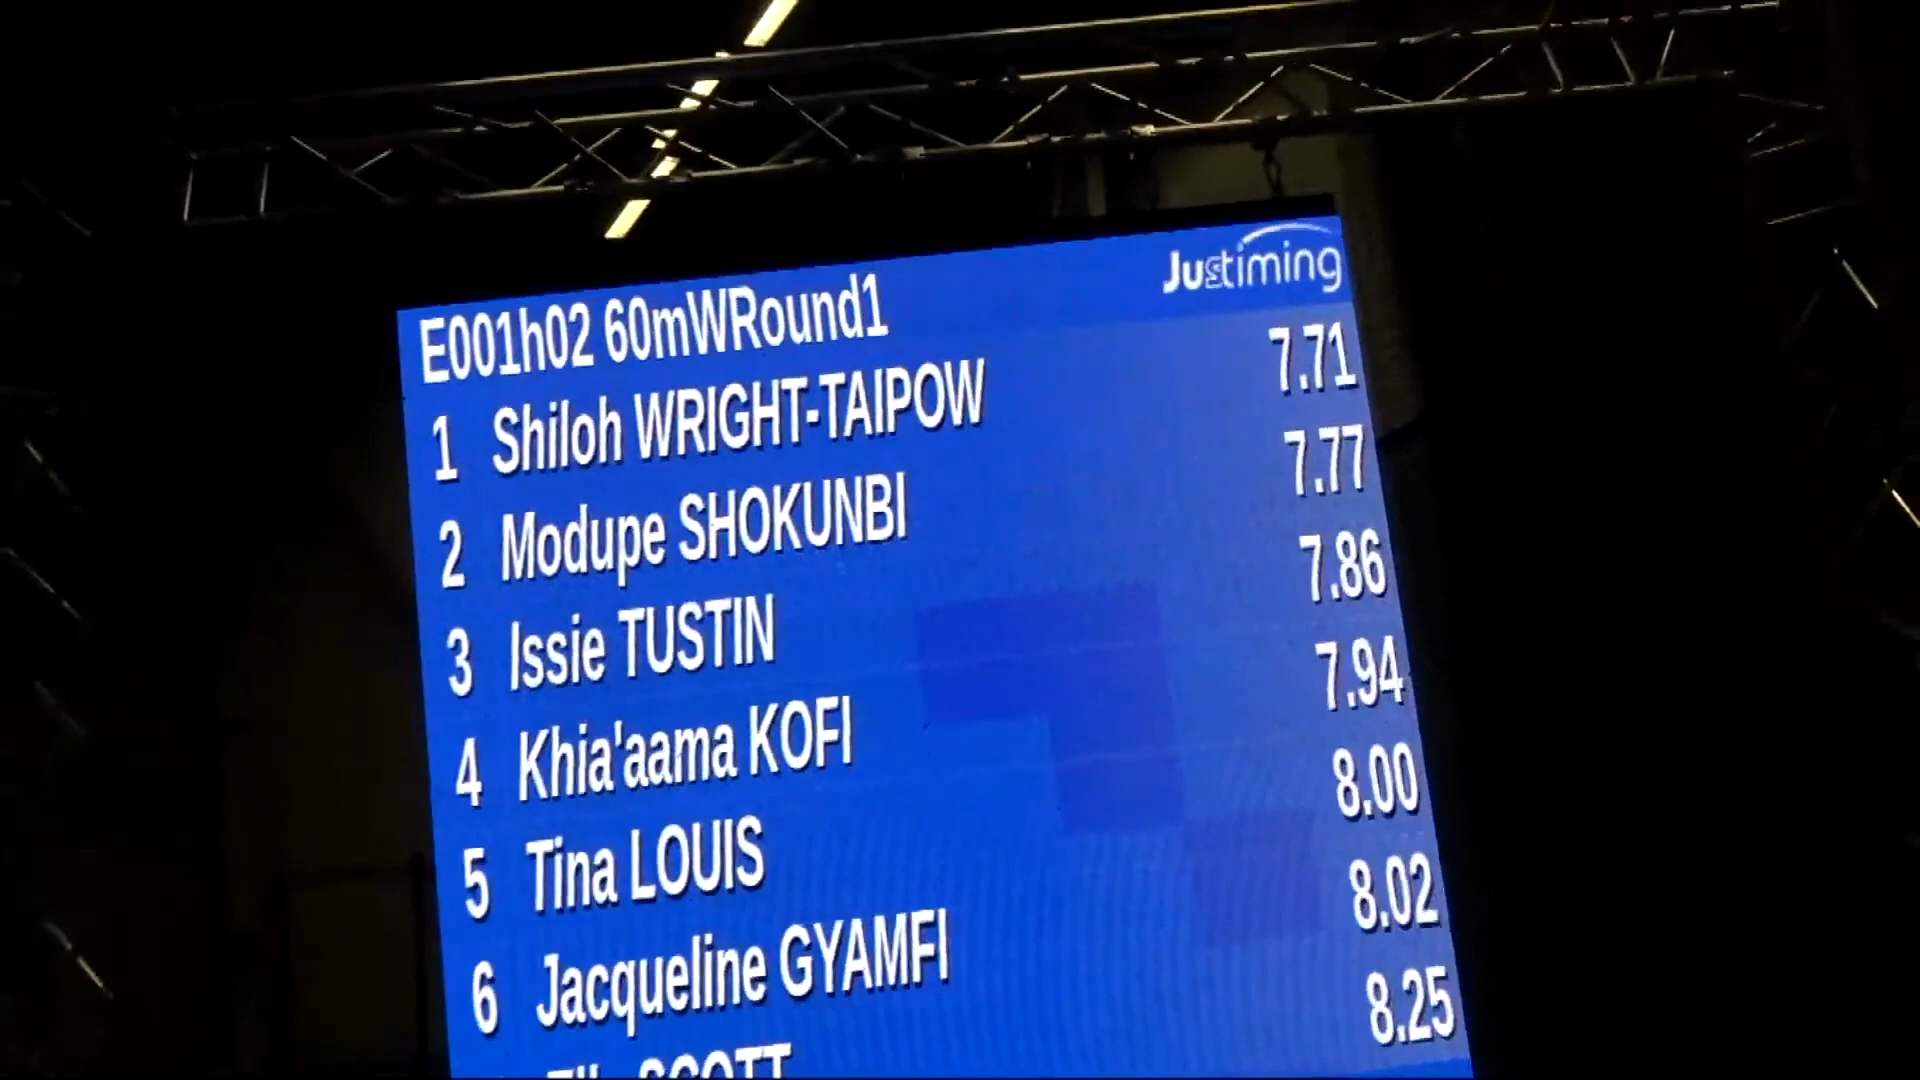 Justiming
E001h02 60mWRound1
1 Shiloh WRIGHT-TAIPOW 7.71
2 Modupe SHOKUNBI 7.77
3 Issie TUSTIN 7.86
4 Khia'aama KOFI 7.94
5 Tina LOUIS 8.00
6 Jacqueline GYAMFI 8.02
SCOTT 8.25